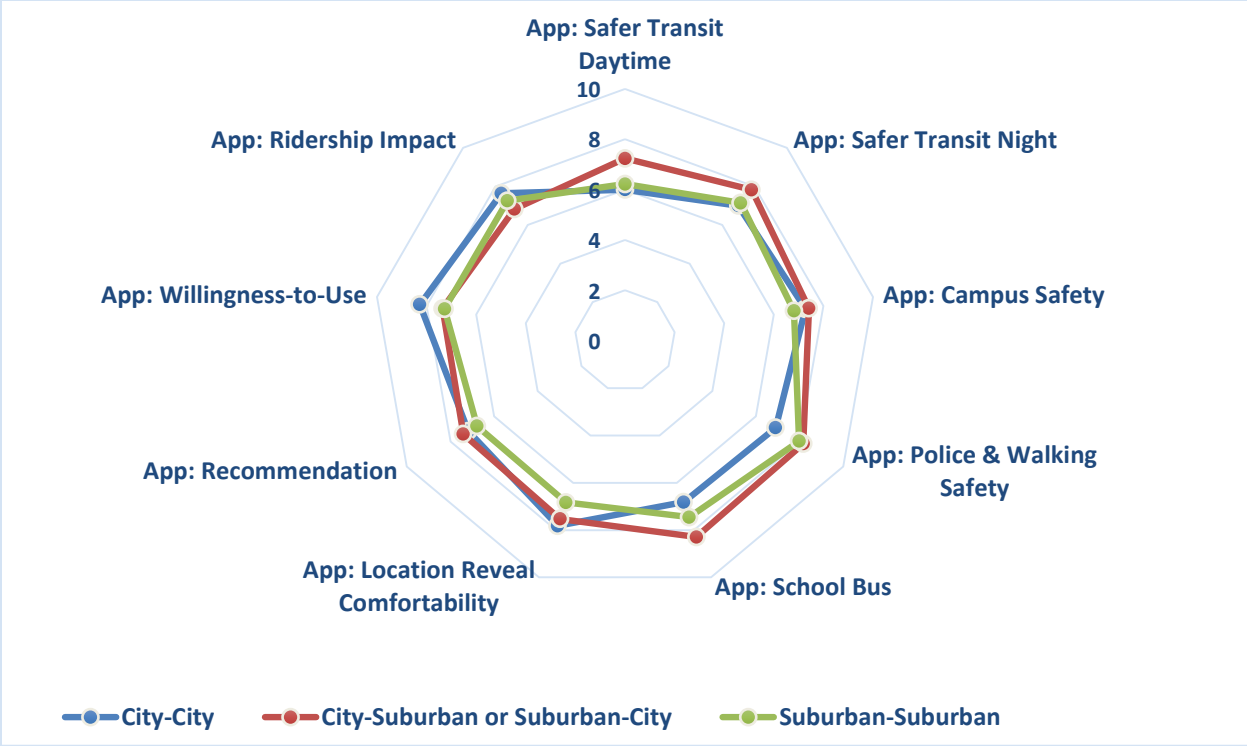 App: Safer Transit
Daytime
10
App: Ridership Impact
App: Safer Transit Night
8
6
App: Willingness-to-Use
App: Campus Safety
4
2
0
App: Recommendation
App: Police & Walking
Safety
App: Location Reveal
Comfortability
App: School Bus
City-City
City-Suburban or Suburban-City
Suburban-Suburban